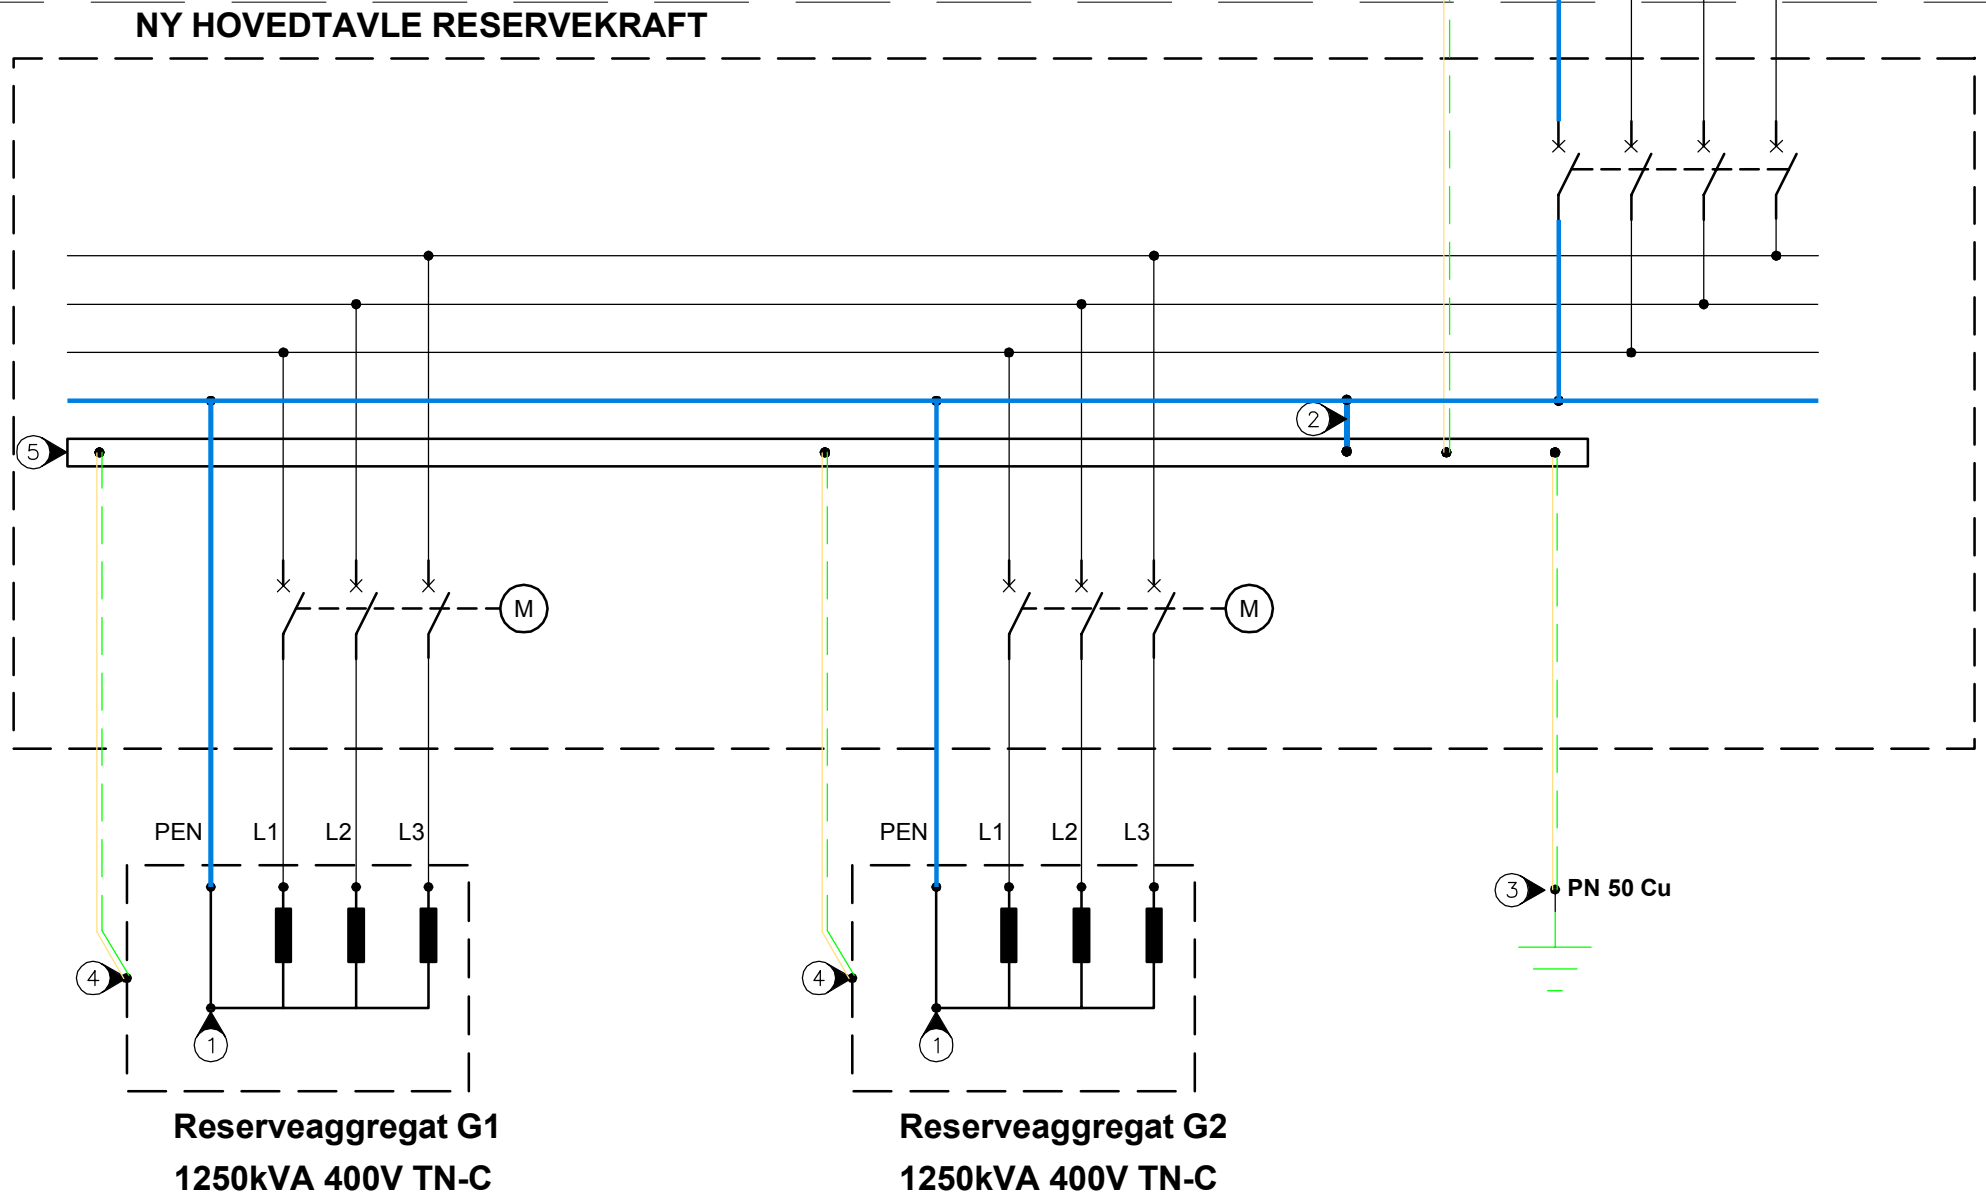 NY HOVEDTAVLE RESERVEKRAFT
2
5
M M
PEN L1 L2 L3 PEN L1 L2 L3
3 PN 50 Cu
4 4
1 1
Reserveaggregat G1 Reserveaggregat G2
1250kVA 400V TN-C 1250kVA 400V TN-C